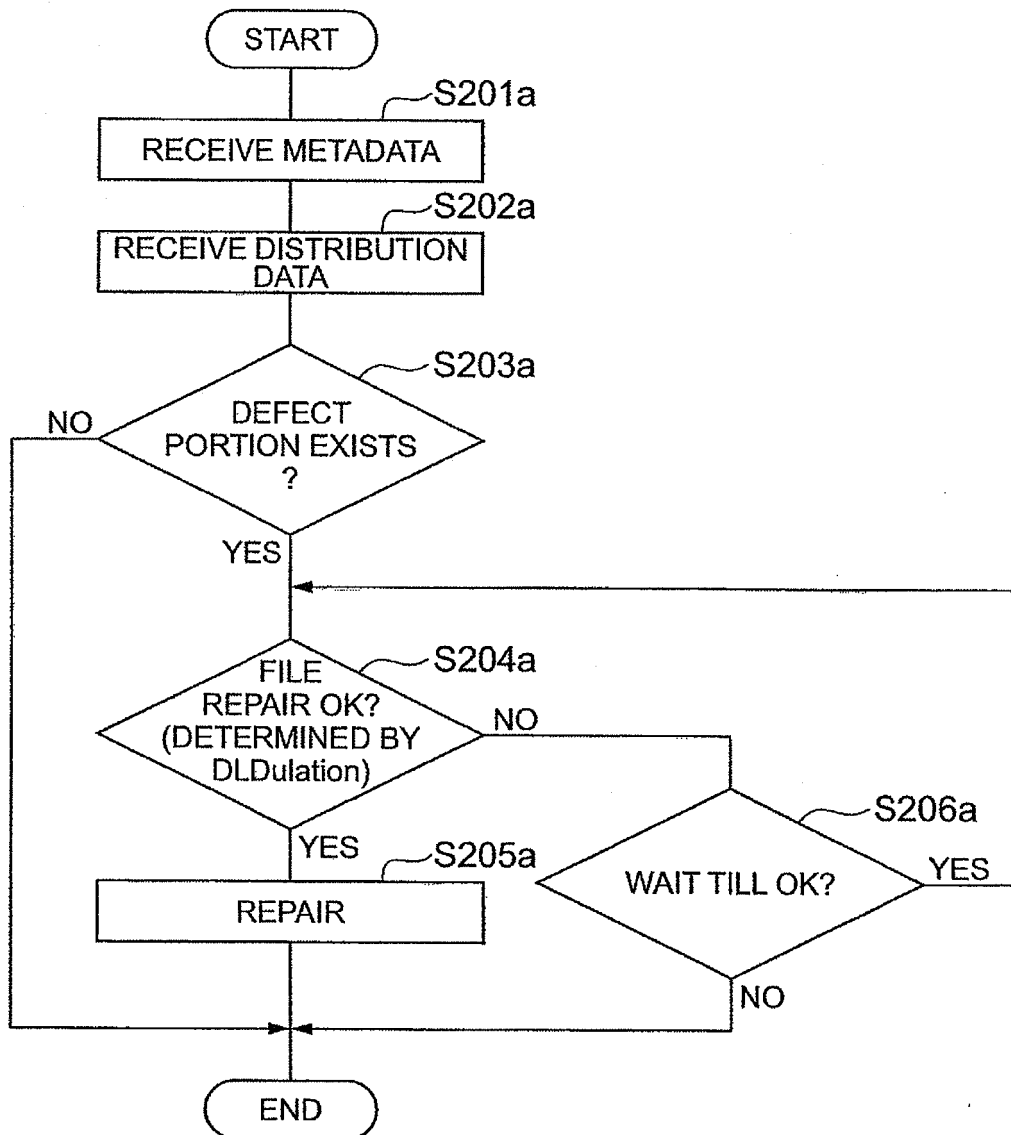 START
S201a
RECEIVE METADATA
S202a
RECEIVE DISTRIBUTION
DATA
S203a
NO
DEFECT
PORTION EXISTS
?
YES
S204a
FILE
REPAIR OK?
(DETERMINED BY
DLDulation)
NO
S206a
YES
S205a
WAIT TILL OK?
YES
REPAIR
NO
END